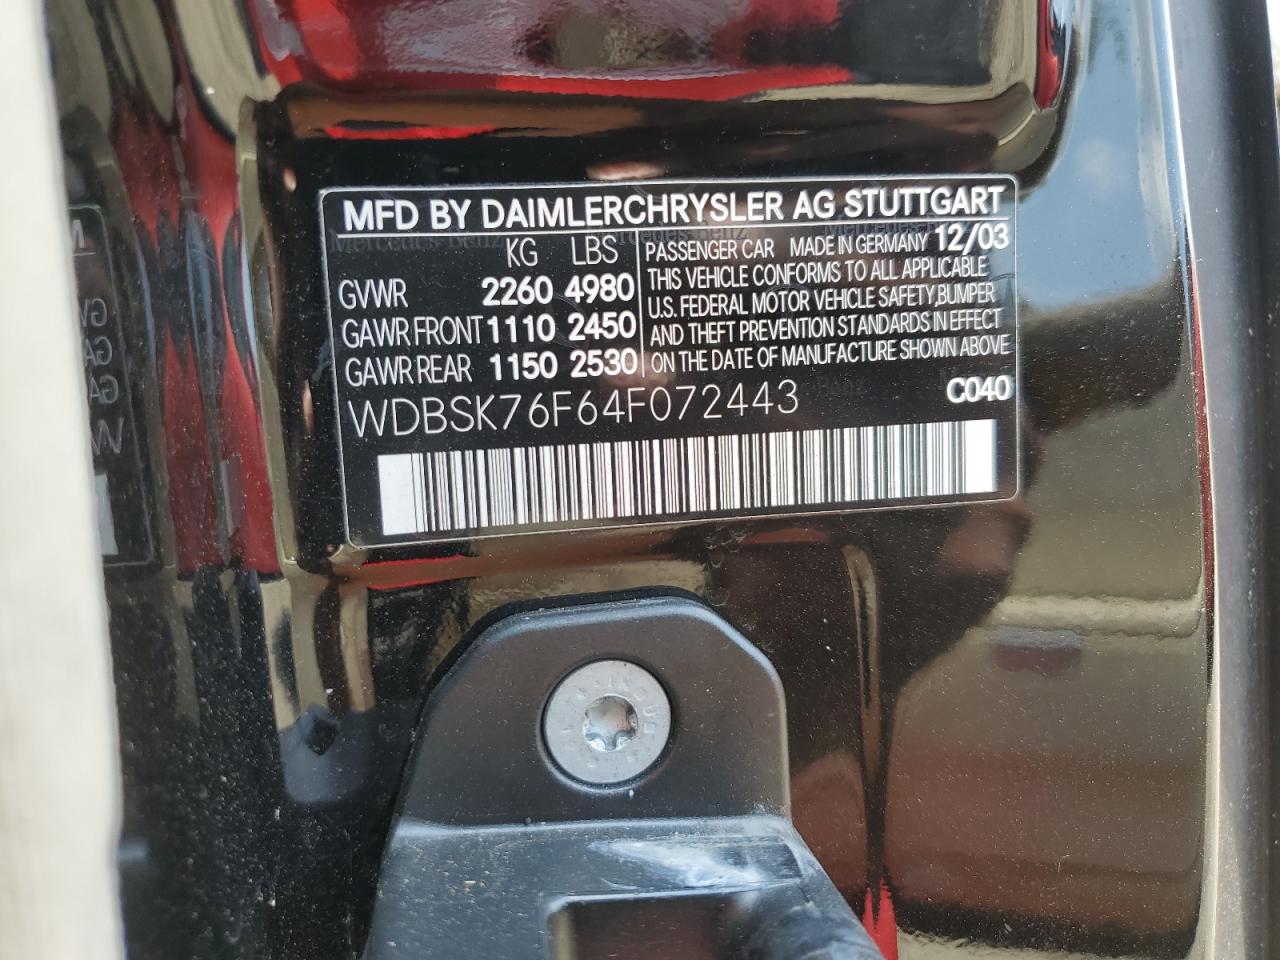 MFD BY DAIMLERCHRYSLER AG STUTTGART
KG LBS
GVWR 2260 4980
GAWR FRONT 1110 2450
GAWR REAR 1150 2530
PASSENGER CAR MADE IN GERMANY 12/03
THIS VEHICLE CONFORMS TO ALL APPLICABLE
U.S. FEDERAL MOTOR VEHICLE SAFETY, BUMPER
AND THEFT PREVENTION STANDARDS IN EFFECT
ON THE DATE OF MANUFACTURE SHOWN ABOVE
WDBSK76F64F072443
C040